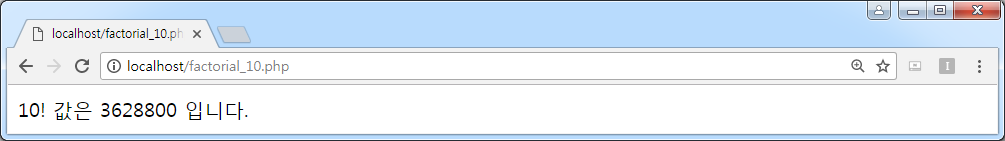 localhost/factorial_10.ph
localhost/factorial_10.php
10! 값은 3628800 입니다.